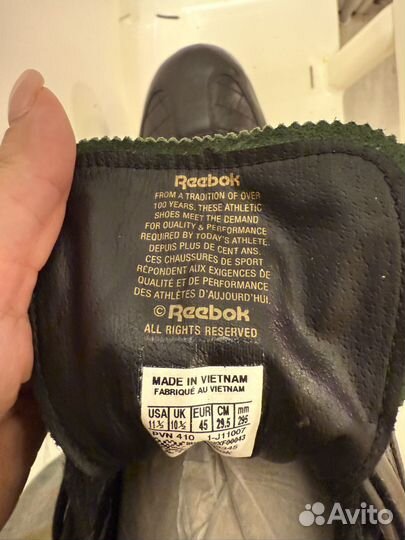 Reebok
FROM A TRADITION OF OVER
100 YEARS, THESE ATHLETIC
SHOES MEET THE DEMAND
FOR QUALITY & PERFORMANCE
REQUIRED BY TODAY'S ATHLETE.
DEPUIS PLUS DE CENT ANS,
CES CHAUSSURES DE SPORT
RÉPONDENT AUX EXIGENCES DE
QUALITÉ ET DE PERFORMANCE
DES ATHLÈTES D'AUJOURD'HUI.
© Reebok
ALL RIGHTS RESERVED
MADE IN VIETNAM
FABRIQUÉ AU VIETNAM
USA UK EUR CM mm
11½ 10½ 45 29.5 295
PVN 410 1-J11007
Avito